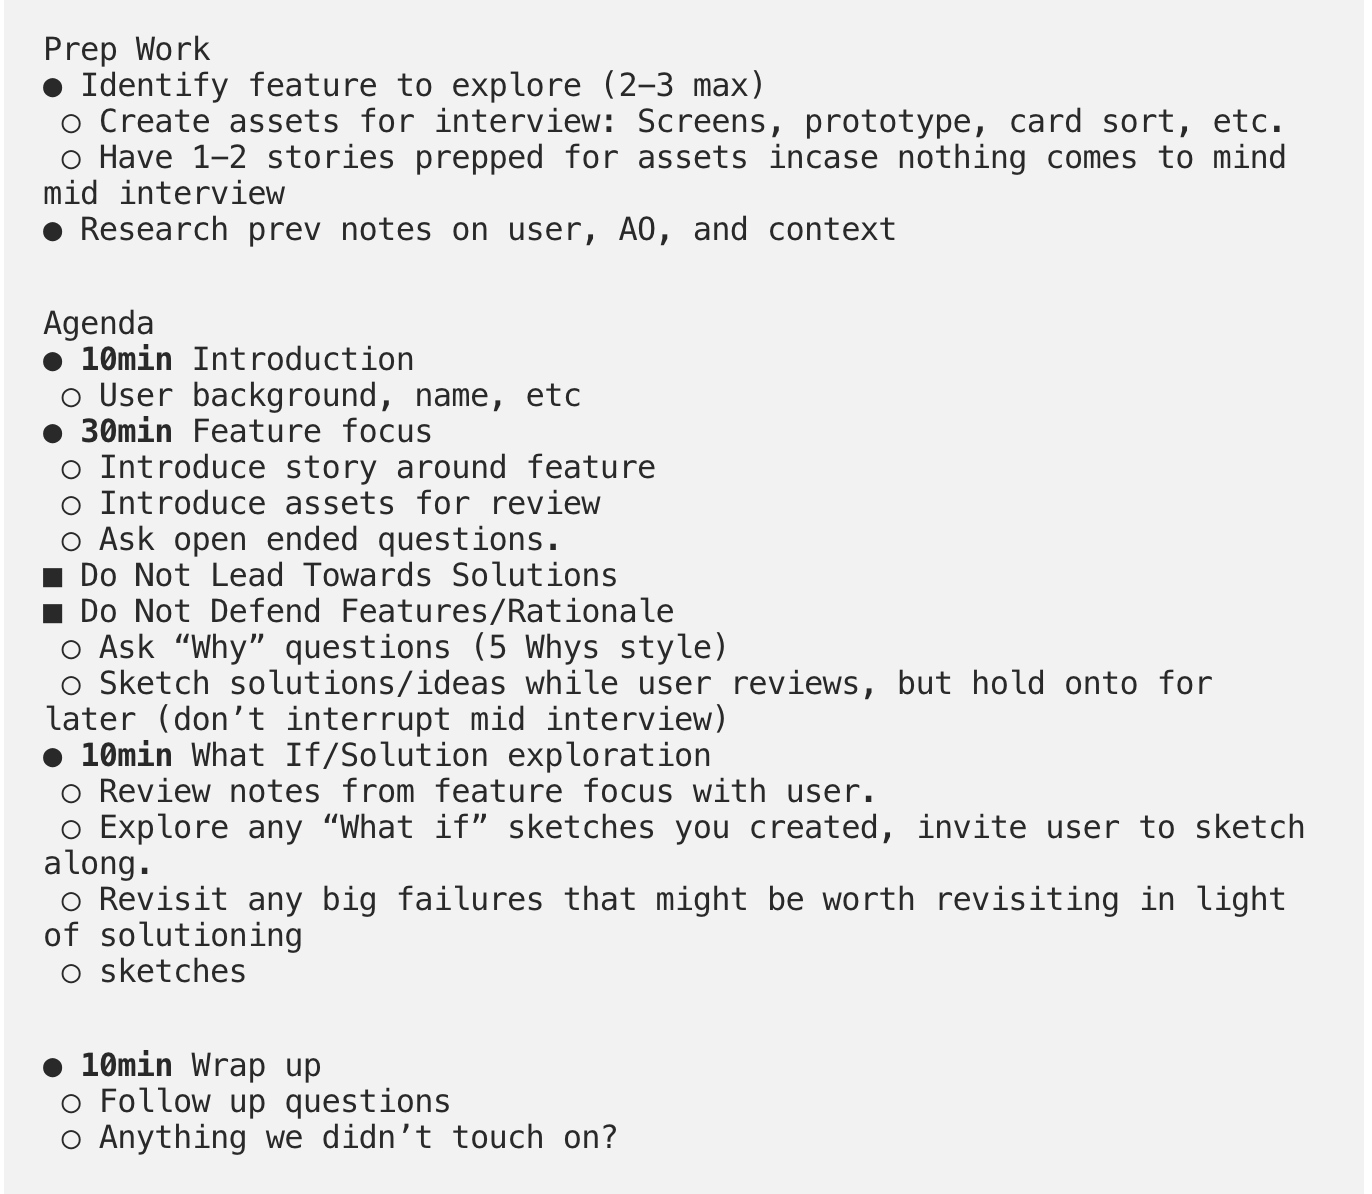 Prep Work
● Identify feature to explore (2–3 max)
○ Create assets for interview: Screens, prototype, card sort, etc.
○ Have 1–2 stories prepped for assets incase nothing comes to mind
mid interview
● Research prev notes on user, AO, and context
Agenda
● 10min Introduction
○ User background, name, etc
● 30min Feature focus
○ Introduce story around feature
○ Introduce assets for review
○ Ask open ended questions.
■ Do Not Lead Towards Solutions
■ Do Not Defend Features/Rationale
○ Ask “Why” questions (5 Whys style)
○ Sketch solutions/ideas while user reviews, but hold onto for
later (don’t interrupt mid interview)
● 10min What If/Solution exploration
○ Review notes from feature focus with user.
○ Explore any “What if” sketches you created, invite user to sketch
along.
○ Revisit any big failures that might be worth revisiting in light
of solutioning
○ sketches
● 10min Wrap up
○ Follow up questions
○ Anything we didn’t touch on?